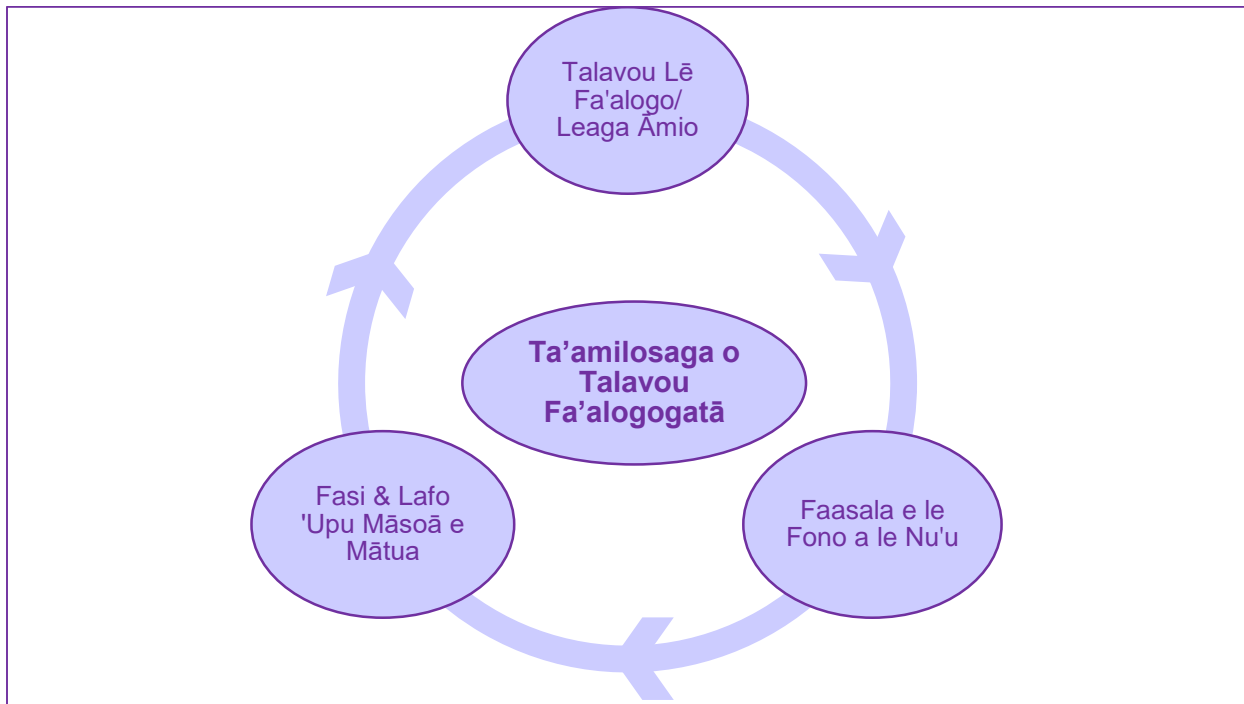 Talavou Lē
Fa'alogo/
Leaga Āmio
Ta’amilosaga o
Talavou
Fa’alogogatā
Fasi & Lafo
'Upu Māsoā e
Mātua
Faasala e le
Fono a le Nu'u